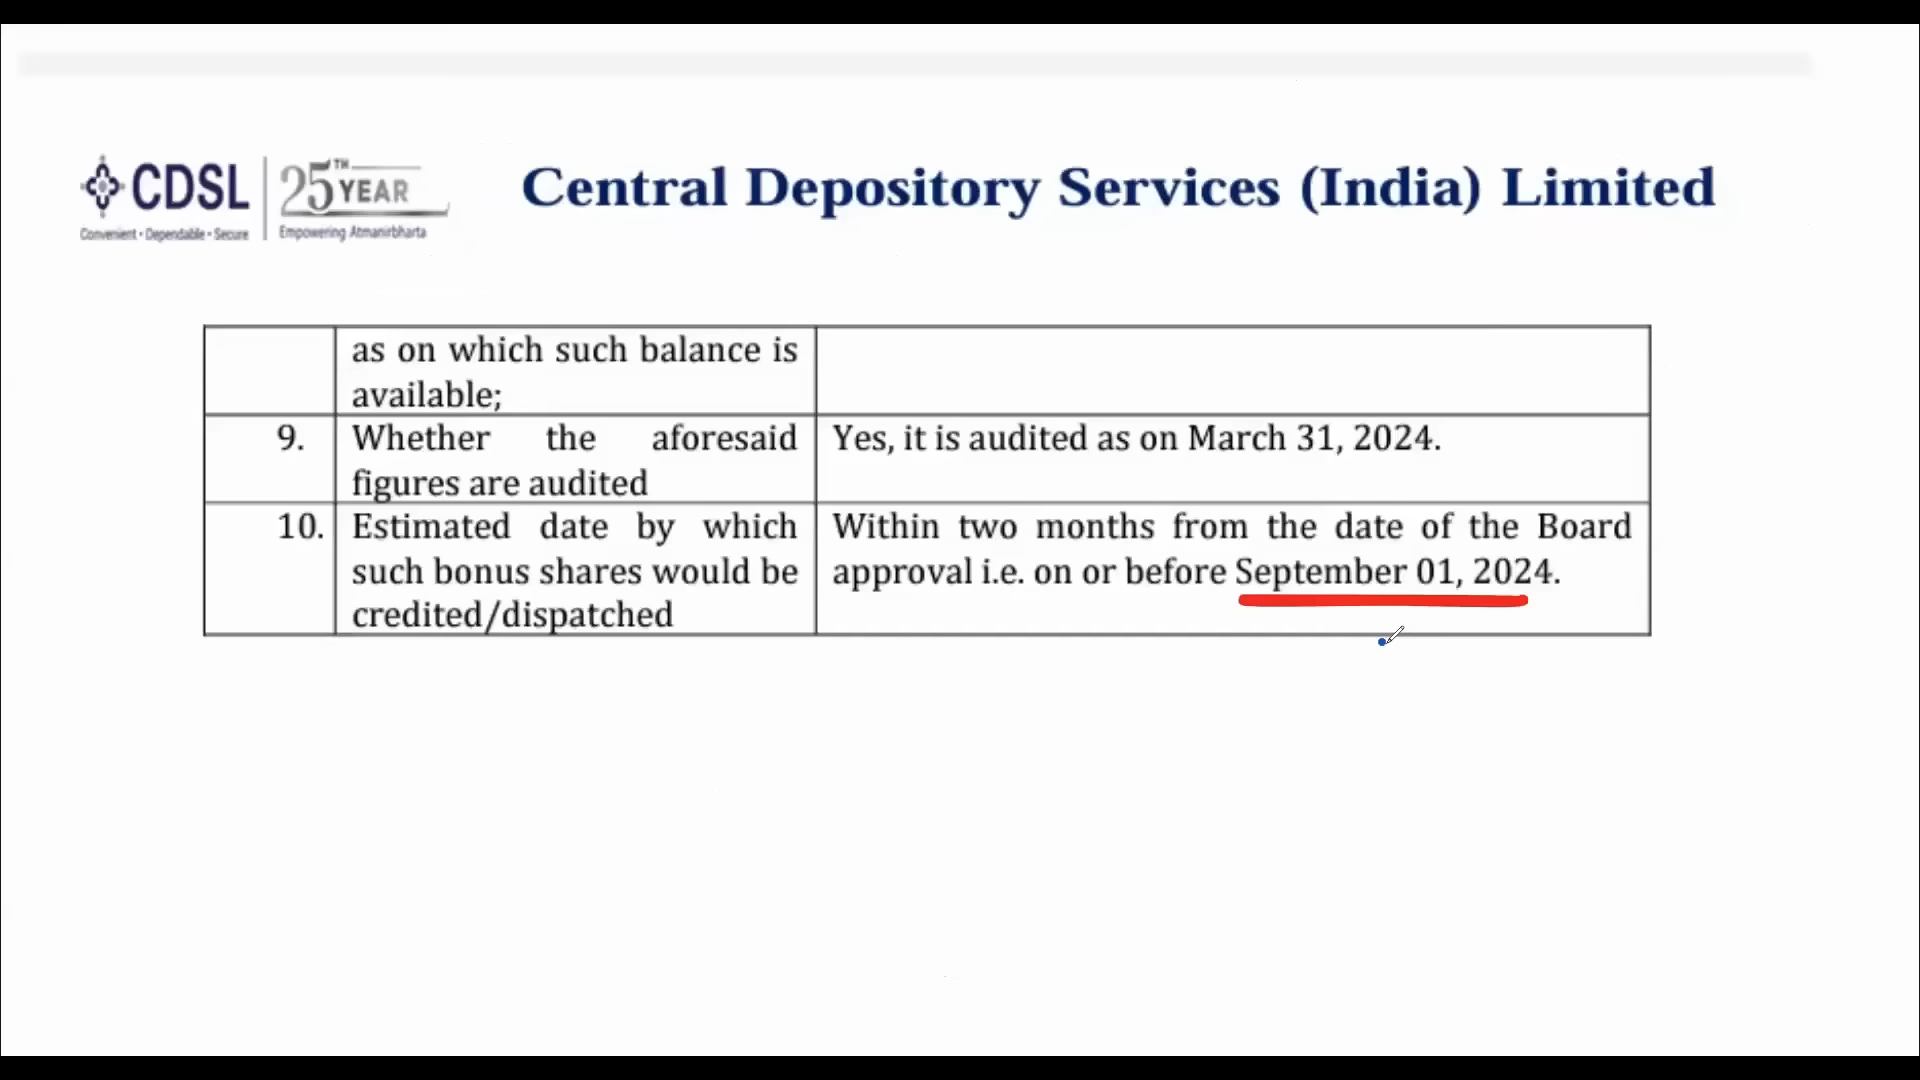 CDSL
Convenient • Dependable • Secure
25TH YEAR
Empowering Atmanirbharta
Central Depository Services (India) Limited
as on which such balance is
available;
9. Whether the aforesaid
figures are audited
Yes, it is audited as on March 31, 2024.
10. Estimated date by which
such bonus shares would be
credited/dispatched
Within two months from the date of the Board
approval i.e. on or before September 01, 2024.